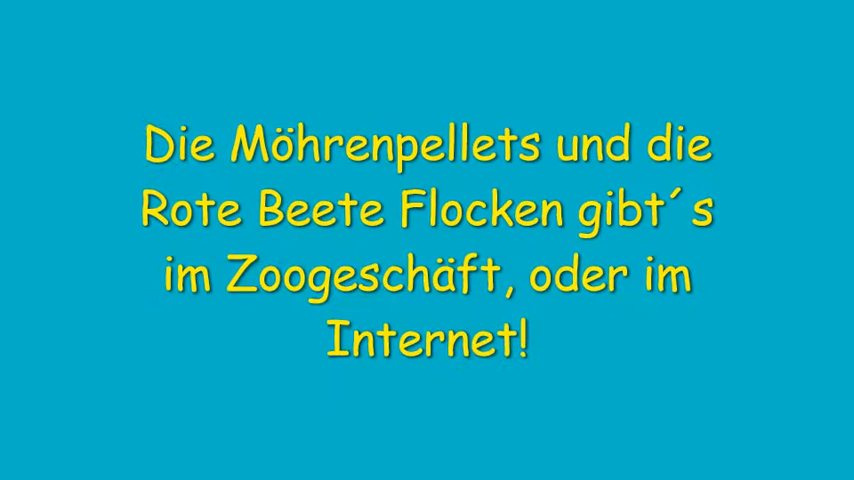 Die Möhrenpellets und die
Rote Beete Flocken gibt´s
im Zoogeschäft, oder im
Internet!